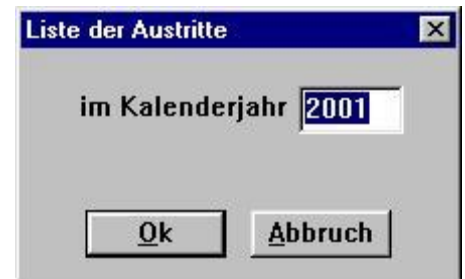 Liste der Austritte
im Kalenderjahr 2001
Ok Abbruch